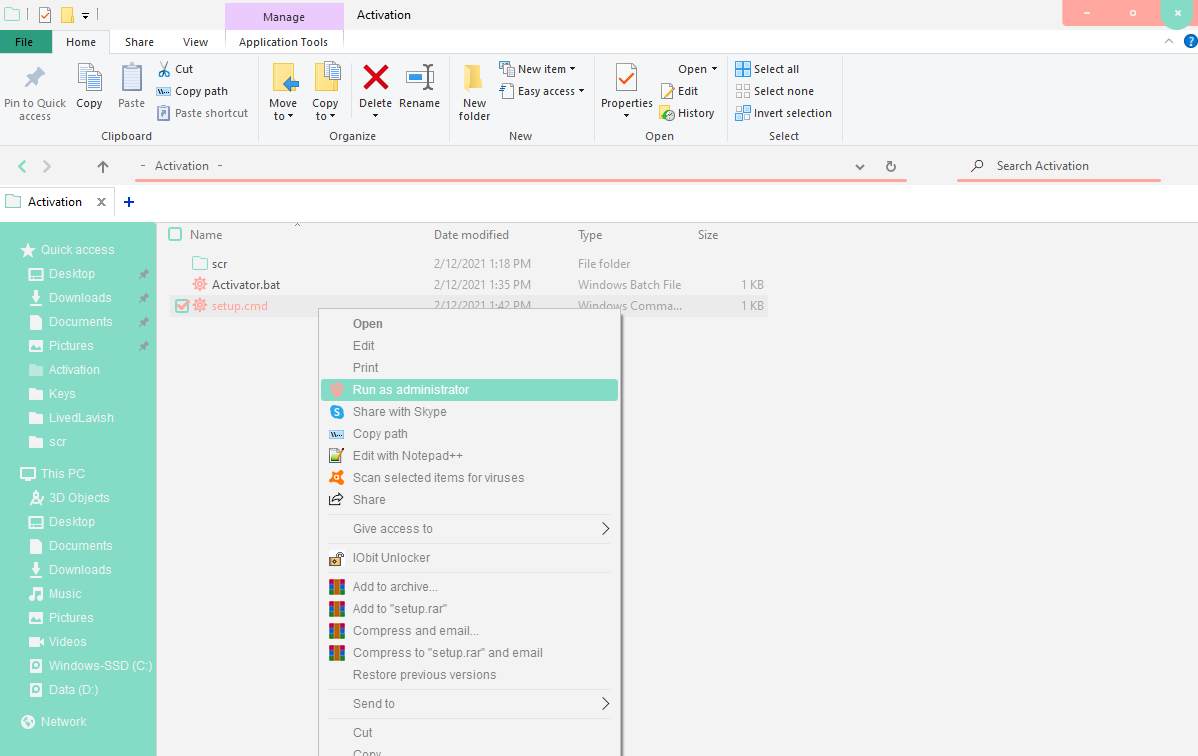 Manage
Activation
File
Home
Share
View
Application Tools
Pin to Quick access
Copy
Paste
Cut
Copy path
Paste shortcut
Clipboard
Move to
Copy to
Delete
Rename
Organize
New folder
New item
Easy access
New
Properties
Open
Edit
History
Open
Select all
Select none
Invert selection
Select
- Activation -
Search Activation
Activation
Name Date modified Type Size
scr 2/12/2021 1:18 PM File folder
Activator.bat 2/12/2021 1:35 PM Windows Batch File 1 KB
setup.cmd 2/12/2021 1:42 PM Windows Comma... 1 KB
Quick access
Desktop
Downloads
Documents
Pictures
Activation
Keys
LivedLavish
scr
This PC
3D Objects
Desktop
Documents
Downloads
Music
Pictures
Videos
Windows-SSD (C:)
Data (D:)
Network
Open
Edit
Print
Run as administrator
Share with Skype
Copy path
Edit with Notepad++
Scan selected items for viruses
Share
Give access to
IObit Unlocker
Add to archive...
Add to "setup.rar"
Compress and email...
Compress to "setup.rar" and email
Restore previous versions
Send to
Cut
Copy